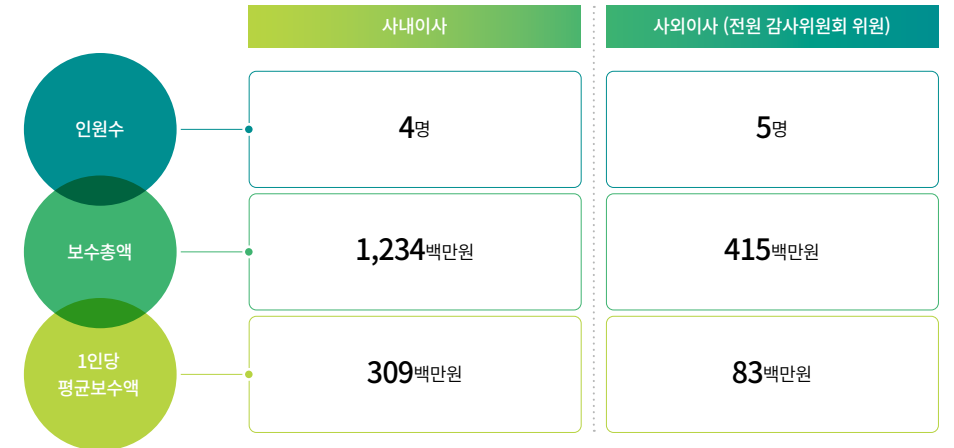 사내이사
사외이사 (전원 감사위원회 위원)
인원수
4명
5명
보수총액
1,234백만원
415백만원
1인당
평균보수액
309백만원
83백만원